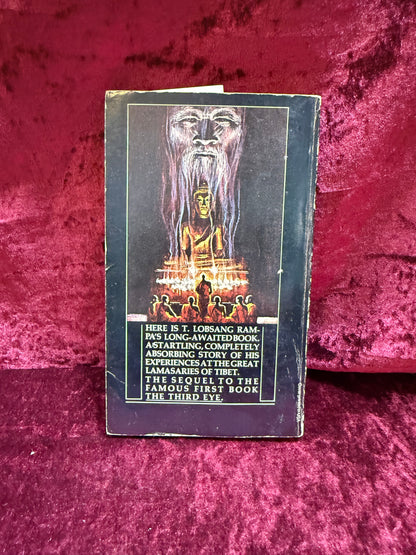 HERE IS T. LOBSANG RAM-
PA'S LONG-AWAITED BOOK.
A STARTLING, COMPLETELY
ABSORBING STORY OF HIS
EXPERIENCES AT THE GREAT
LAMASARIES OF TIBET.
THE SEQUEL TO THE
FAMOUS FIRST BOOK
THE THIRD EYE.